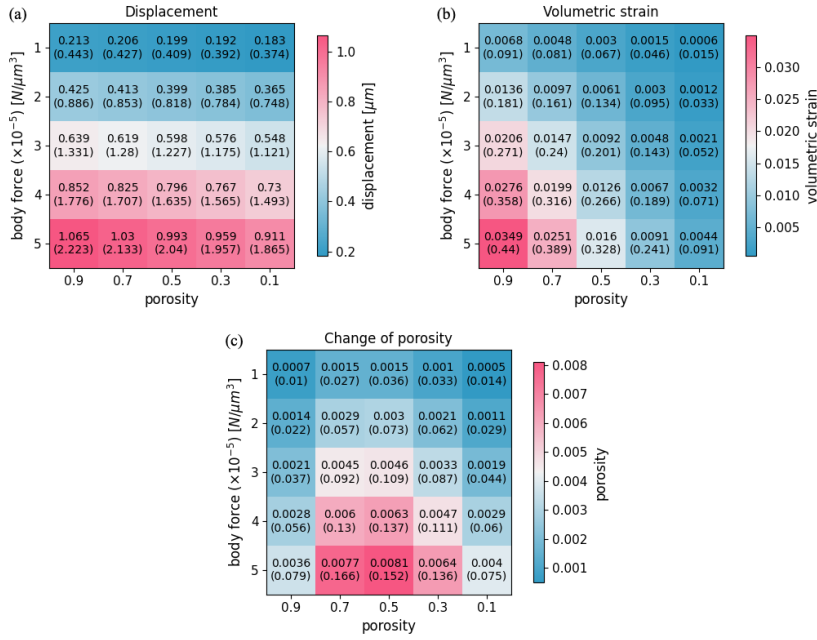 (a)
Displacement
body force (×10⁻⁵) [N/μm³]
1
0.213 0.206 0.199 0.192 0.183
(0.443) (0.427) (0.409) (0.392) (0.374)
2
0.425 0.413 0.399 0.385 0.365
(0.886) (0.853) (0.818) (0.784) (0.748)
3
0.639 0.619 0.598 0.576 0.548
(1.331) (1.28) (1.227) (1.175) (1.121)
4
0.852 0.825 0.796 0.767 0.73
(1.776) (1.707) (1.635) (1.565) (1.493)
5
1.065 1.03 0.993 0.959 0.911
(2.223) (2.133) (2.04) (1.957) (1.865)
0.9 0.7 0.5 0.3 0.1
porosity
1.0
0.8
0.6
0.4
0.2
displacement [μm]
(b)
Volumetric strain
body force (×10⁻⁵) [N/μm³]
1
0.0068 0.0048 0.003 0.0015 0.0006
(0.091) (0.081) (0.067) (0.046) (0.015)
2
0.0136 0.0097 0.0061 0.003 0.0012
(0.181) (0.161) (0.134) (0.095) (0.033)
3
0.0206 0.0147 0.0092 0.0048 0.0021
(0.271) (0.24) (0.201) (0.143) (0.052)
4
0.0276 0.0199 0.0126 0.0067 0.0032
(0.358) (0.316) (0.266) (0.189) (0.071)
5
0.0349 0.0251 0.016 0.0091 0.0044
(0.44) (0.389) (0.328) (0.241) (0.091)
0.9 0.7 0.5 0.3 0.1
porosity
0.030
0.025
0.020
0.015
0.010
0.005
volumetric strain
(c)
Change of porosity
body force (×10⁻⁵) [N/μm³]
1
0.0007 0.0015 0.0015 0.001 0.0005
(0.01) (0.027) (0.036) (0.033) (0.014)
2
0.0014 0.0029 0.003 0.0021 0.0011
(0.022) (0.057) (0.073) (0.062) (0.029)
3
0.0021 0.0045 0.0046 0.0033 0.0019
(0.037) (0.092) (0.109) (0.087) (0.044)
4
0.0028 0.006 0.0063 0.0047 0.0029
(0.056) (0.13) (0.137) (0.111) (0.06)
5
0.0036 0.0077 0.0081 0.0064 0.004
(0.079) (0.166) (0.152) (0.136) (0.075)
0.9 0.7 0.5 0.3 0.1
porosity
0.008
0.007
0.006
0.005
0.004
0.003
0.002
0.001
porosity